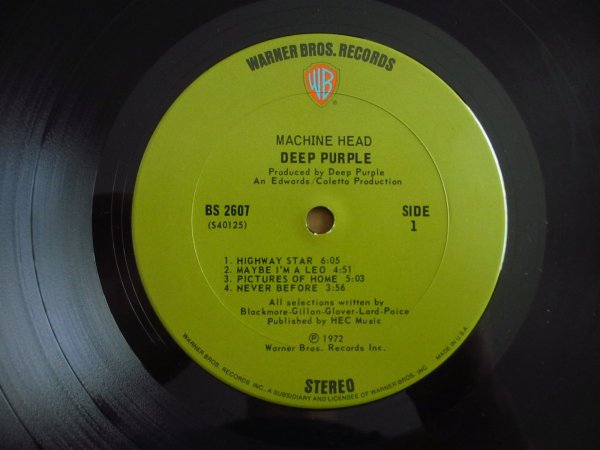 WARNER BROS. RECORDS
WB
®
MACHINE HEAD
DEEP PURPLE
Produced by Deep Purple
An Edwards/Coletta Production
BS 2607
(S40125)
SIDE
1
1. HIGHWAY STAR 6:05
2. MAYBE I'M A LEO 4:51
3. PICTURES OF HOME 5:03
4. NEVER BEFORE 3:56
All selections written by
Blackmore-Gillan-Glover-Lord-Paice
Published by HEC Music
℗ 1972
Warner Bros. Records Inc.
STEREO
WARNER BROS. RECORDS INC. A SUBSIDIARY AND LICENSEE OF WARNER BROS. INC.
MADE IN U.S.A.